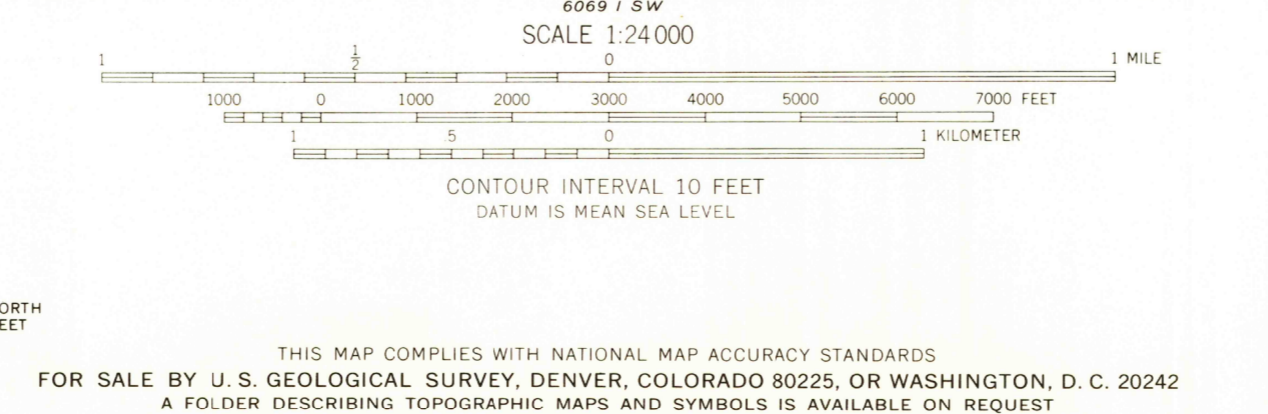 6069 I SW
SCALE 1:24 000
1 1/2 0 1 MILE
1000 0 1000 2000 3000 4000 5000 6000 7000 FEET
1 .5 0 1 KILOMETER
CONTOUR INTERVAL 10 FEET
DATUM IS MEAN SEA LEVEL
ORTH
EET
THIS MAP COMPLIES WITH NATIONAL MAP ACCURACY STANDARDS
FOR SALE BY U. S. GEOLOGICAL SURVEY, DENVER, COLORADO 80225, OR WASHINGTON, D. C. 20242
A FOLDER DESCRIBING TOPOGRAPHIC MAPS AND SYMBOLS IS AVAILABLE ON REQUEST